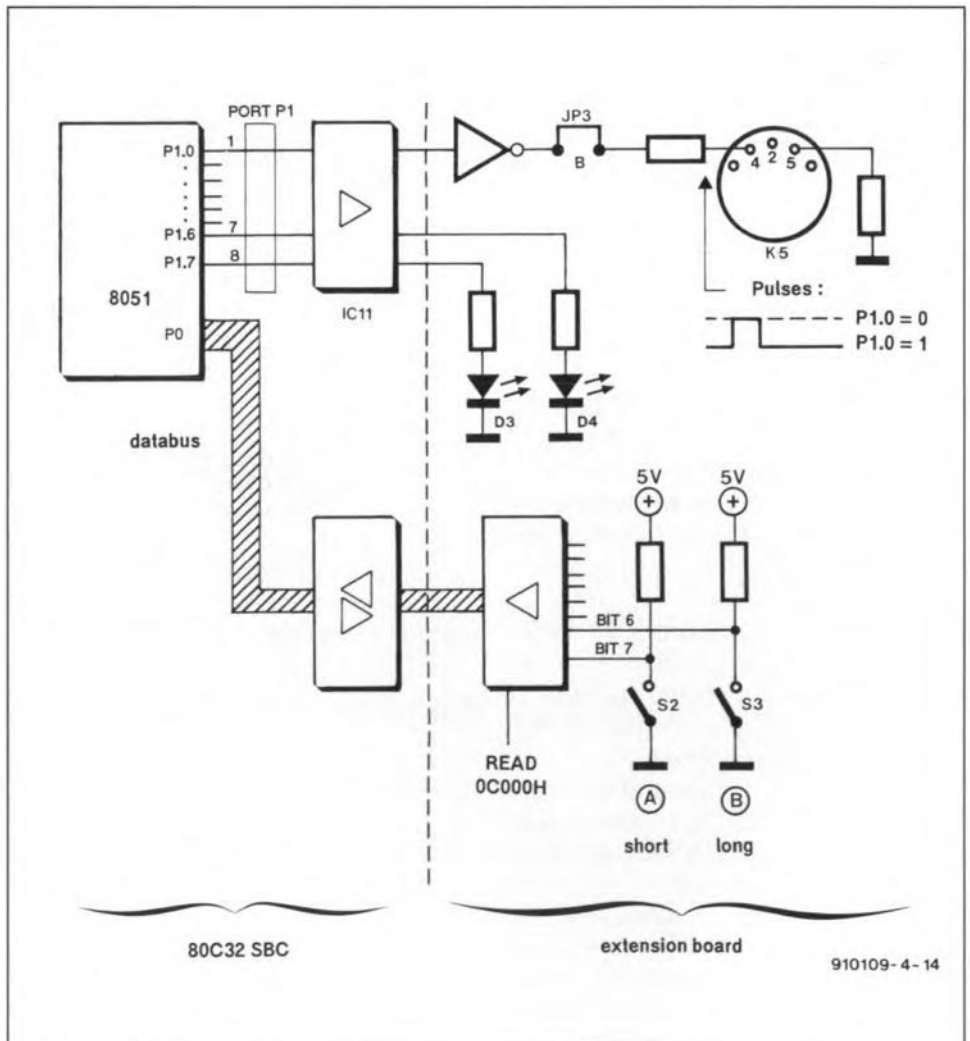 PORT P1
P1.0
1
P1.6
7
P1.7
8
8051
P0
IC11
JP3
B
4 2 5
K5
Pulses :
P1.0 = 0
P1.0 = 1
D3
D4
databus
5V
5V
+
+
BIT 6
BIT 7
S2
S3
READ
0C000H
A
B
short
long
80C32 SBC
extension board
910109-4-14